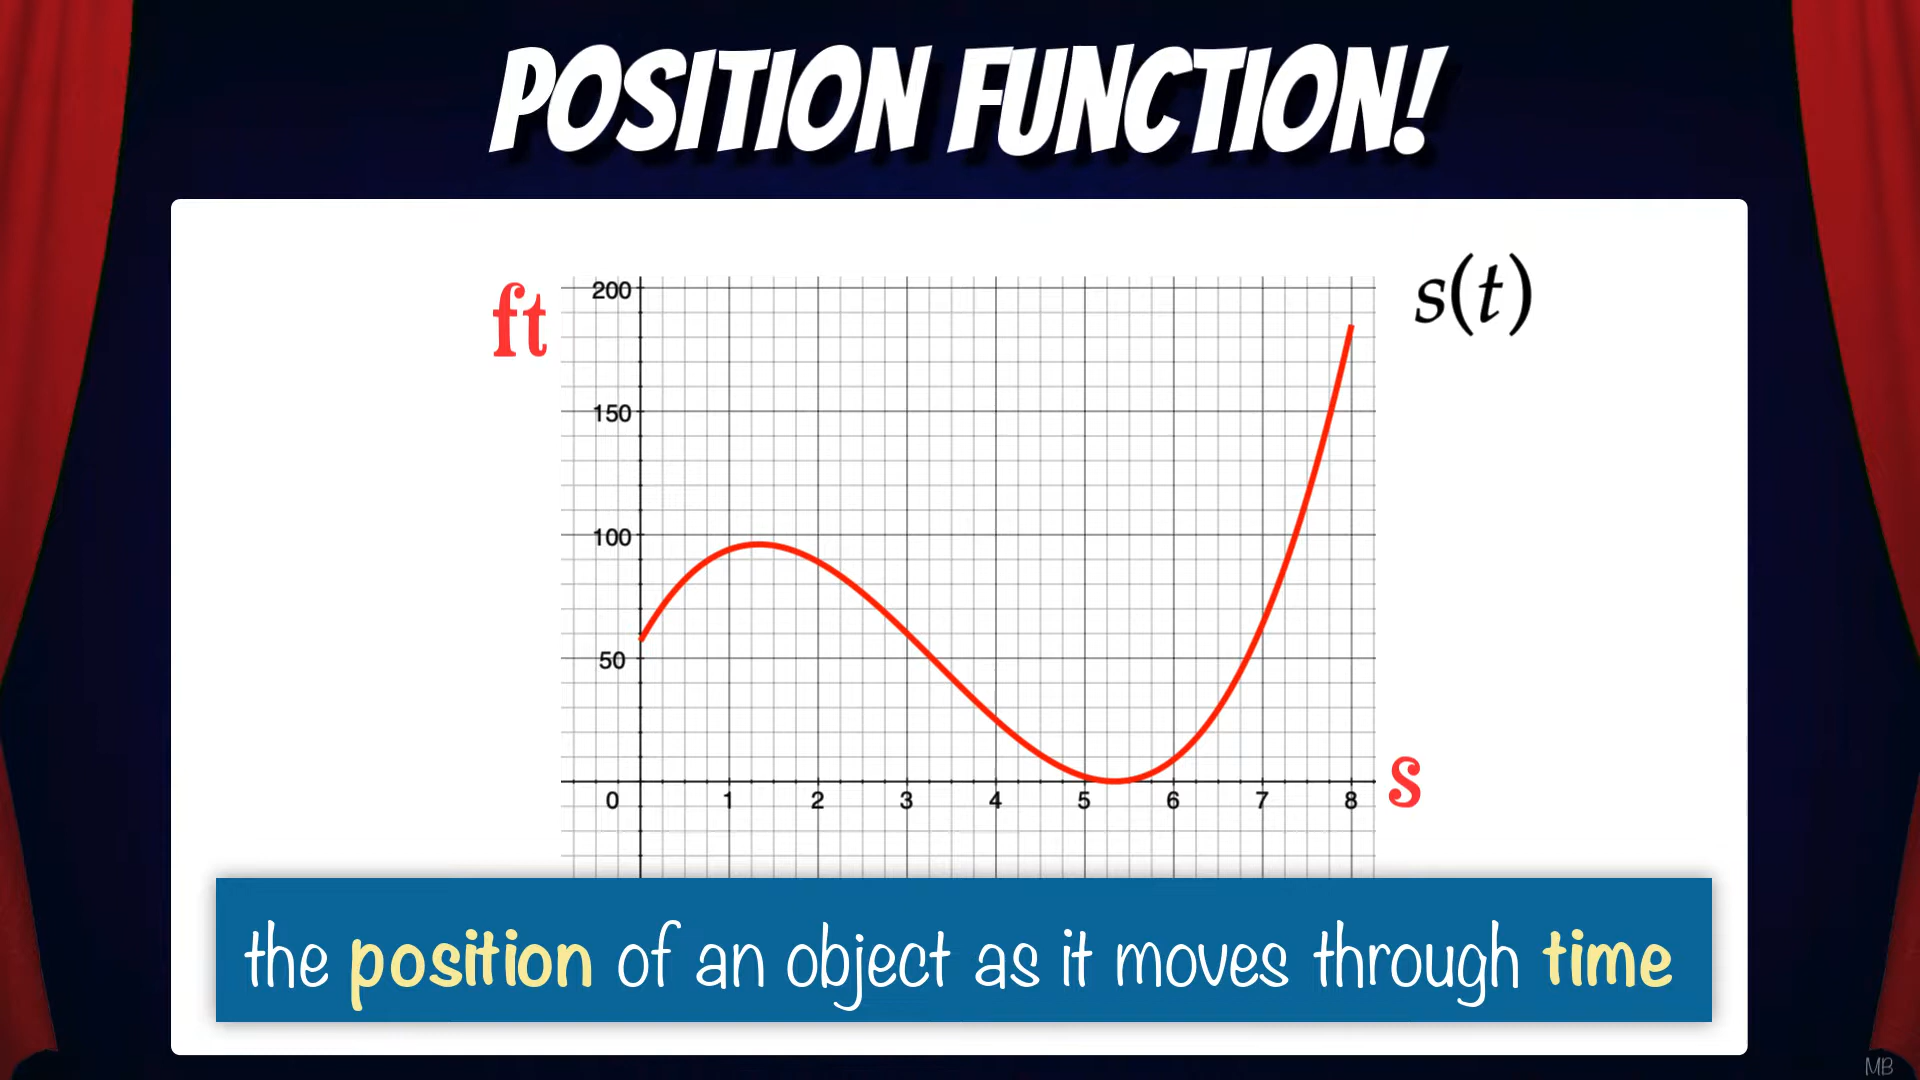 POSITION FUNCTION!
ft
s(t)
200
150
100
50
0 1 2 3 4 5 6 7 8
s
the position of an object as it moves through time
MB